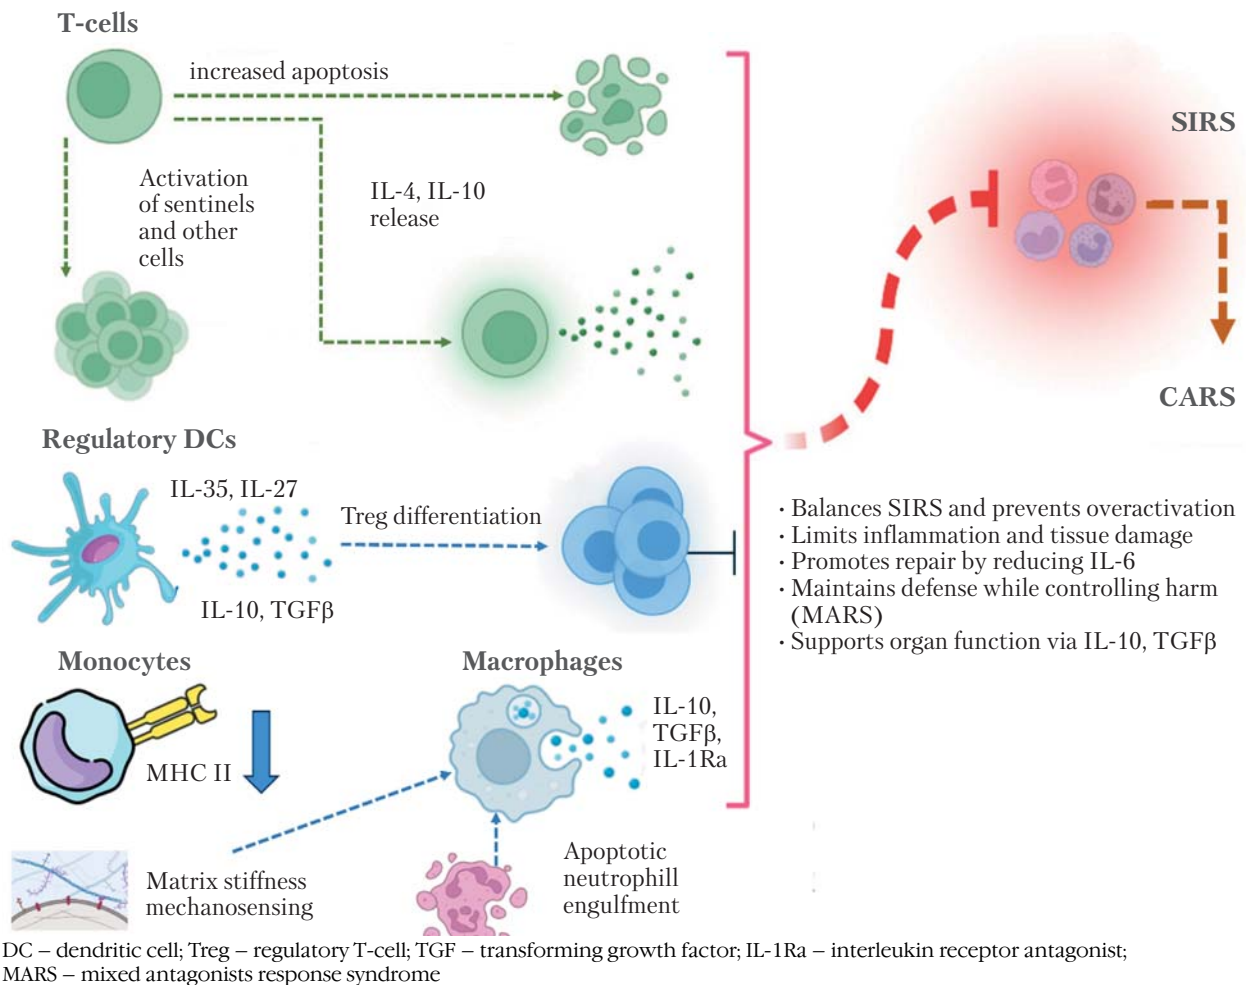 T-cells
increased apoptosis
Activation
of sentinels
and other
cells
IL-4, IL-10
release
SIRS
CARS
Regulatory DCs
IL-35, IL-27
Treg differentiation
IL-10, TGFβ
· Balances SIRS and prevents overactivation
· Limits inflammation and tissue damage
· Promotes repair by reducing IL-6
· Maintains defense while controlling harm
(MARS)
· Supports organ function via IL-10, TGFβ
Monocytes
MHC II
Macrophages
IL-10,
TGFβ,
IL-1Ra
Matrix stiffness
mechanosensing
Apoptotic
neutrophill
engulfment
DC – dendritic cell; Treg – regulatory T-cell; TGF – transforming growth factor; IL-1Ra – interleukin receptor antagonist;
MARS – mixed antagonists response syndrome